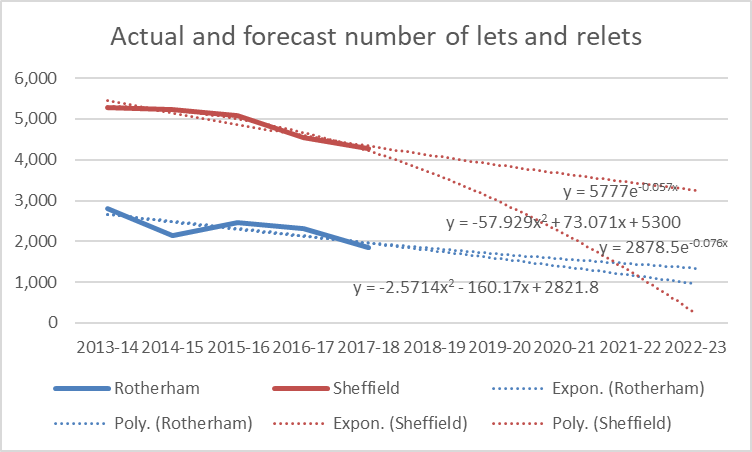 Actual and forecast number of lets and relets
6,000
5,000
4,000
3,000
2,000
1,000
0
y = 5777e^-0.057x
y = -57.929x² + 73.071x + 5300
y = 2878.5e^-0.076x
y = -2.5714x² - 160.17x + 2821.8
2013-14 2014-15 2015-16 2016-17 2017-18 2018-19 2019-20 2020-21 2021-22 2022-23
Rotherham Sheffield Expon. (Rotherham)
Poly. (Rotherham) Expon. (Sheffield) Poly. (Sheffield)